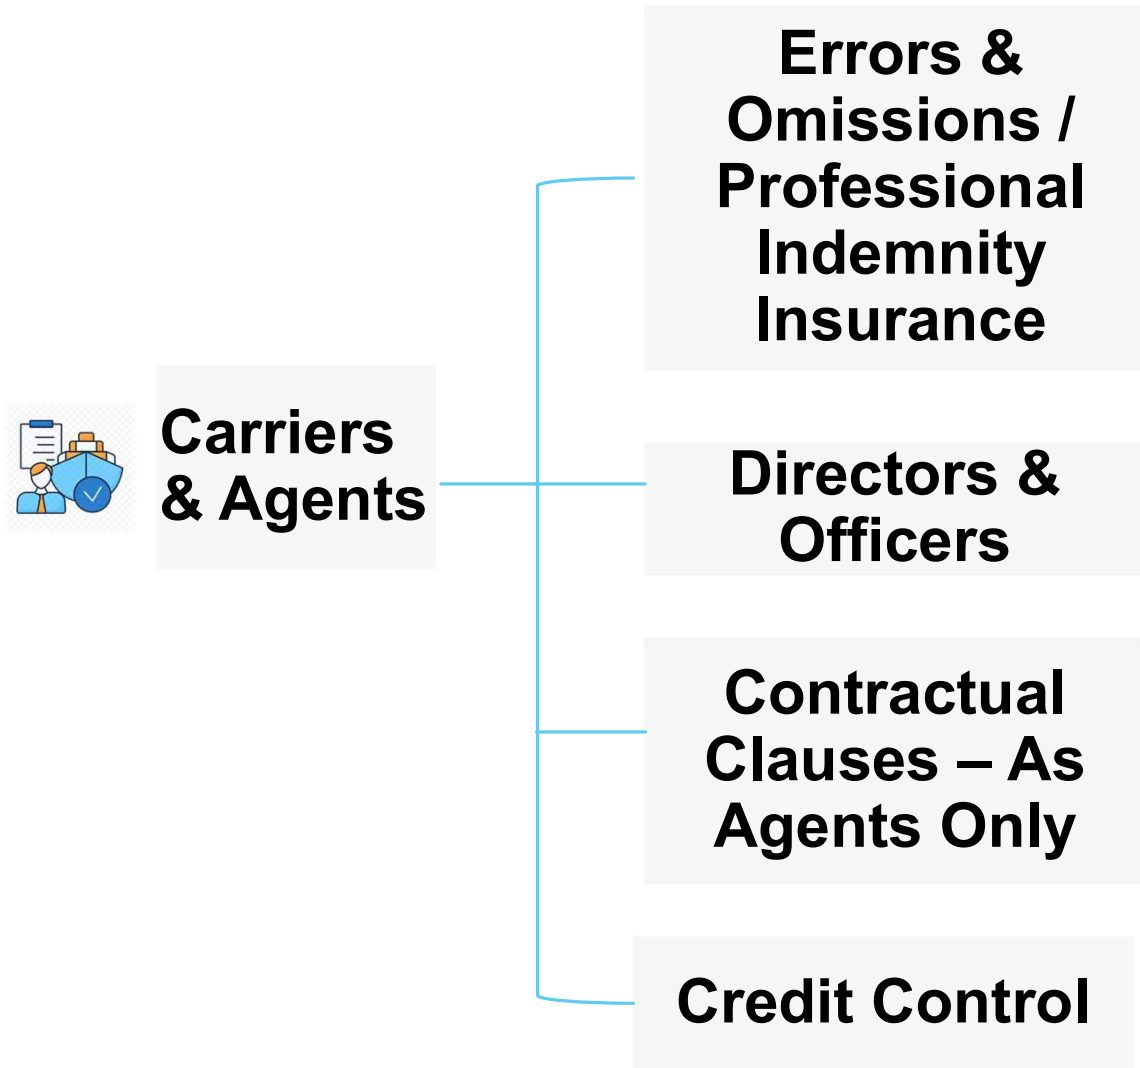 Carriers
& Agents
Errors &
Omissions /
Professional
Indemnity
Insurance
Directors &
Officers
Contractual
Clauses – As
Agents Only
Credit Control